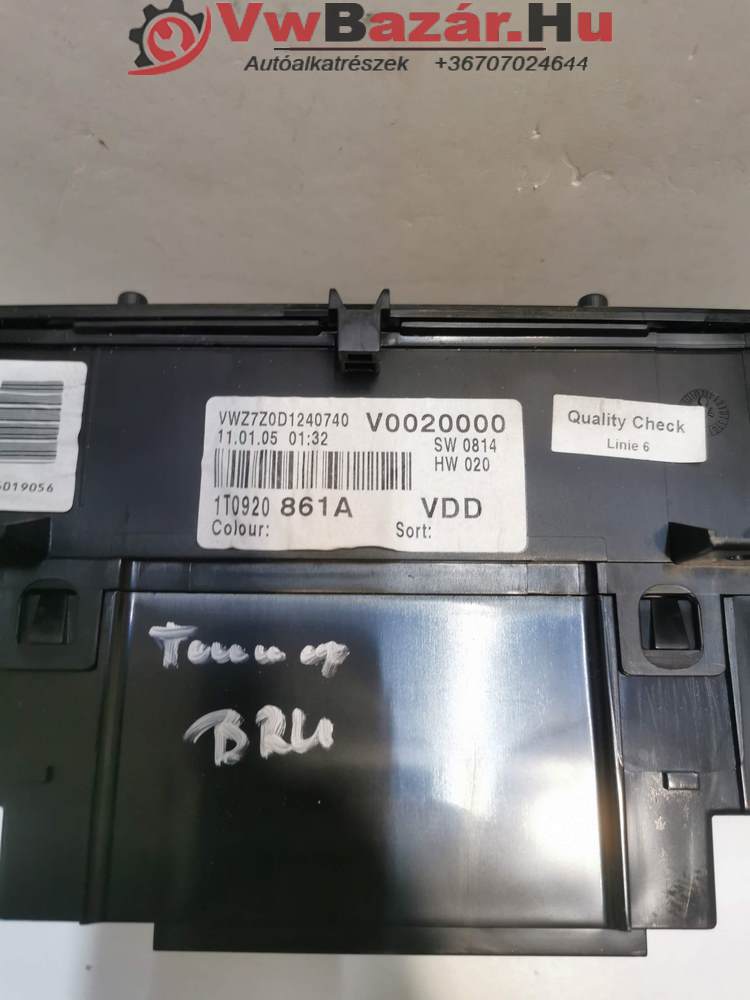 VwBazár.Hu
Autóalkatrészek +36707024644
VWZ7Z0D1240740 V0020000
11.01.05 01:32 SW 0814
HW 020
1T0920 861A VDD
Colour: Sort:
Quality Check
Linie 6
5019056
BRU